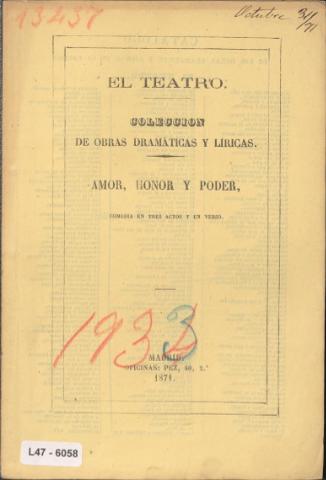 13437
Octubre 31/71
EL TEATRO.
COLECCION
DE OBRAS DRAMÁTICAS Y LÍRICAS.
AMOR, HONOR Y PODER,
COMEDIA EN TRES ACTOS Y EN VERSO.
1933
MADRID.
OFICINAS: PEZ, 40, 2.º
1871.
L47 - 6058